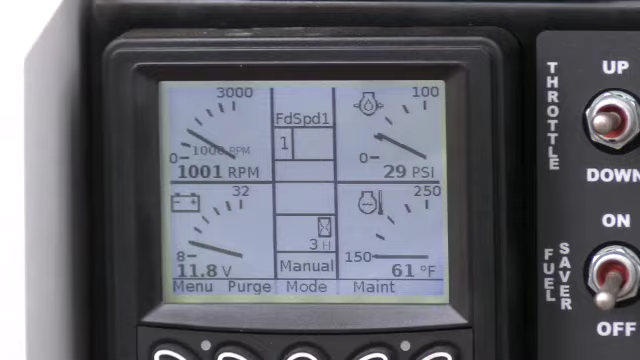 3000
1000 RPM
0
1001 RPM
FdSpd1
1
100
0
29 PSI
32
8
11.8 V
3 H
Manual
250
150
61 °F
Menu Purge Mode Maint
THROTTLE
UP
DOWN
FUEL
SAVER
ON
OFF